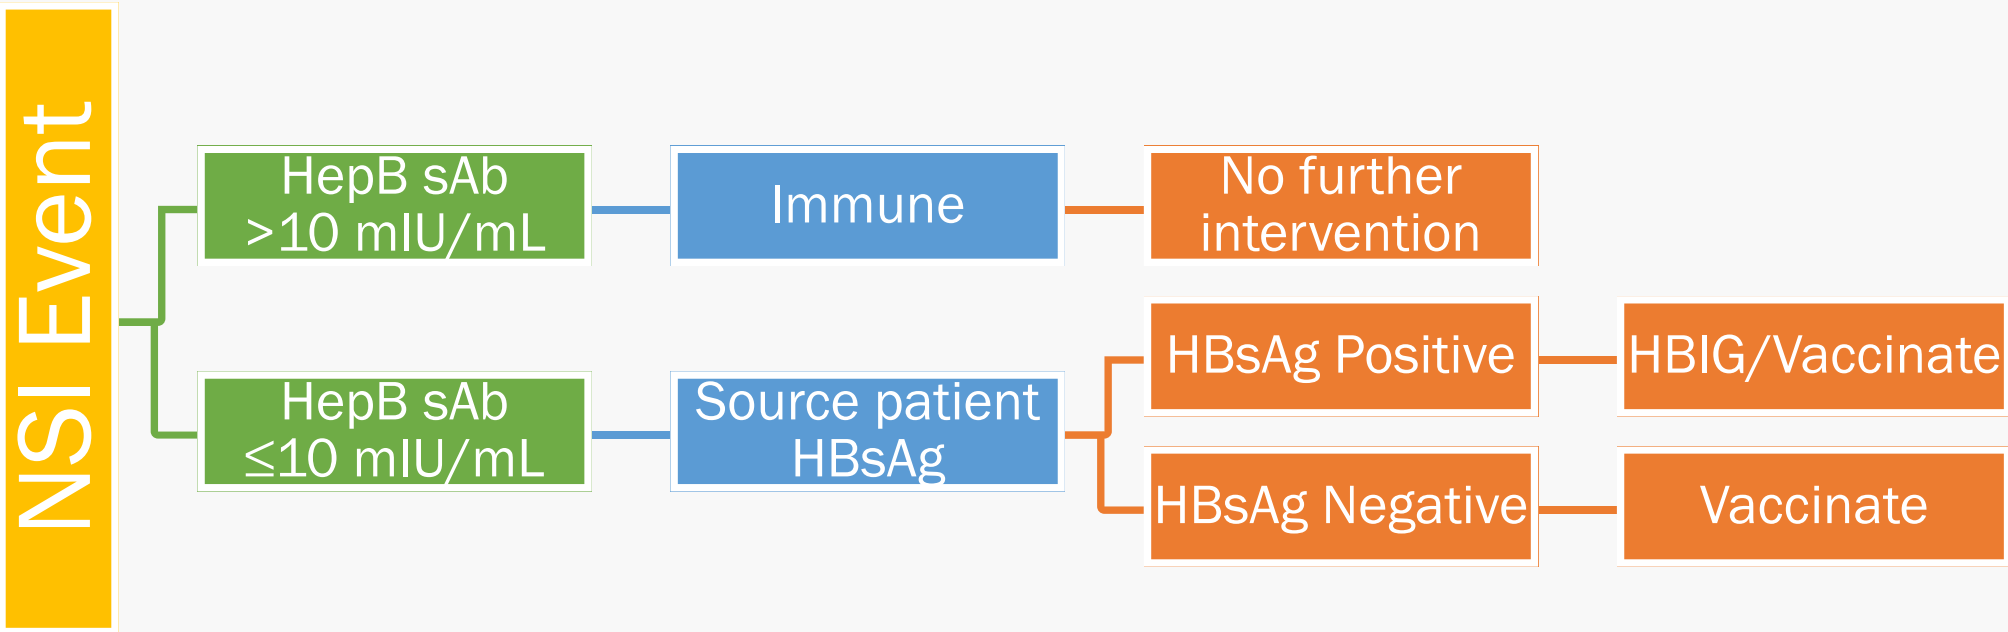 NSI Event
HepB sAb
>10 mIU/mL
Immune
No further
intervention
HepB sAb
≤10 mIU/mL
Source patient
HBsAg
HBsAg Positive
HBIG/Vaccinate
HBsAg Negative
Vaccinate